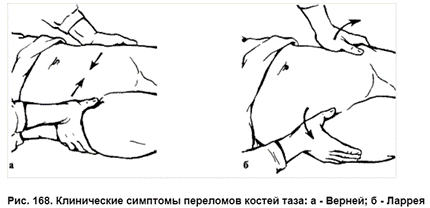 а
б
Рис. 168. Клинические симптомы переломов костей таза: а - Верней; б - Ларрея